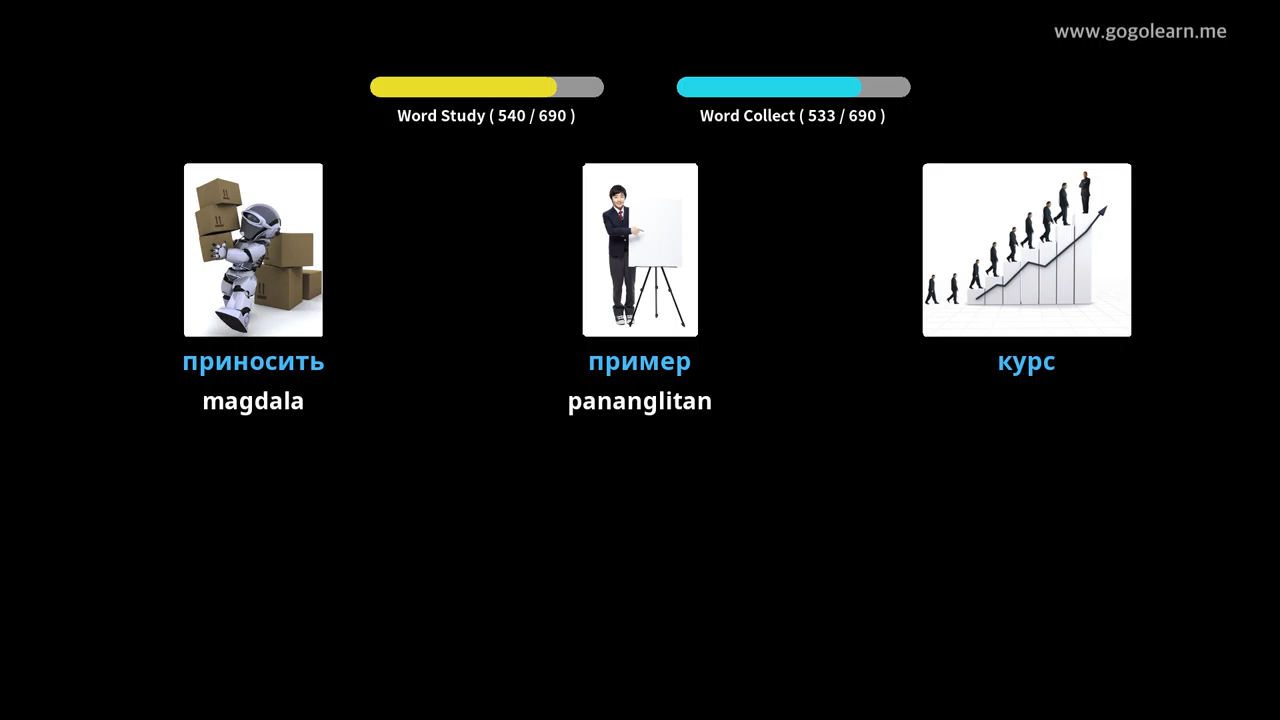 www.gogolearn.me
Word Study ( 540 / 690 )
Word Collect ( 533 / 690 )
приносить
magdala
пример
pananglitan
курс